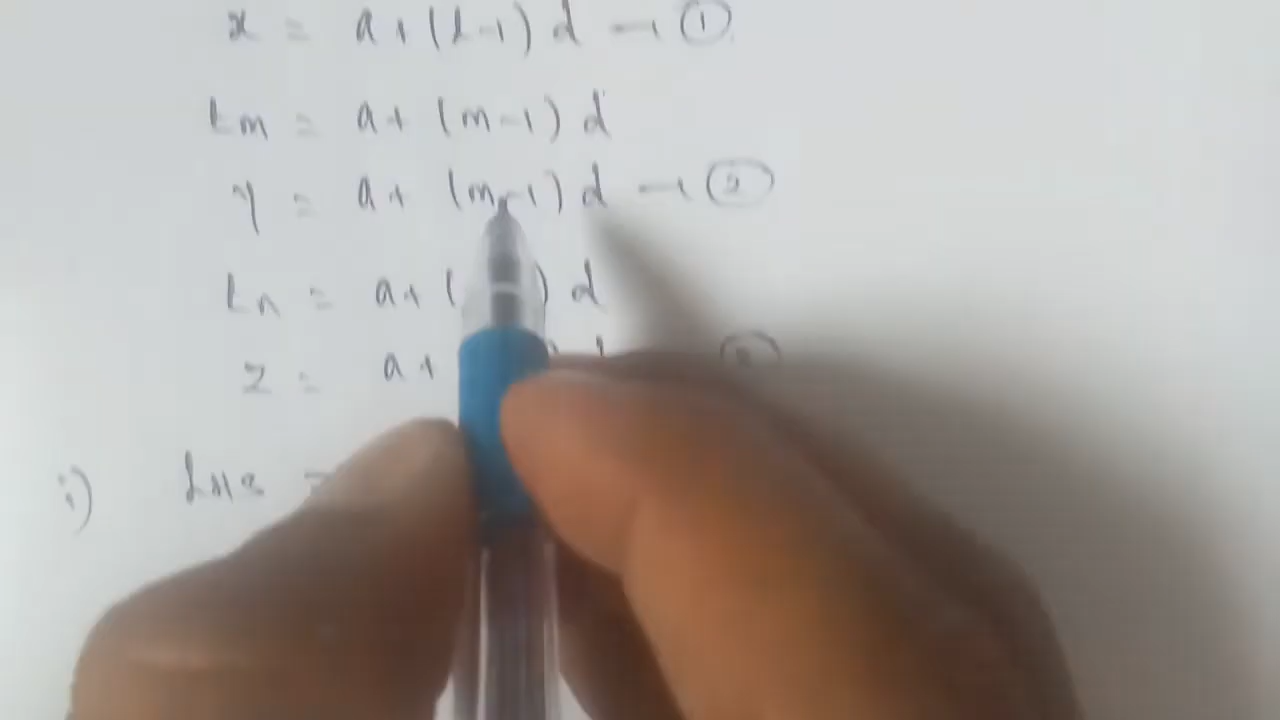 x = a + (l-1) d — ①
tm = a + (m-1) d
y = a + (m-1) d — ②
tn = a + ( ) d
z = a +
i) LHS =